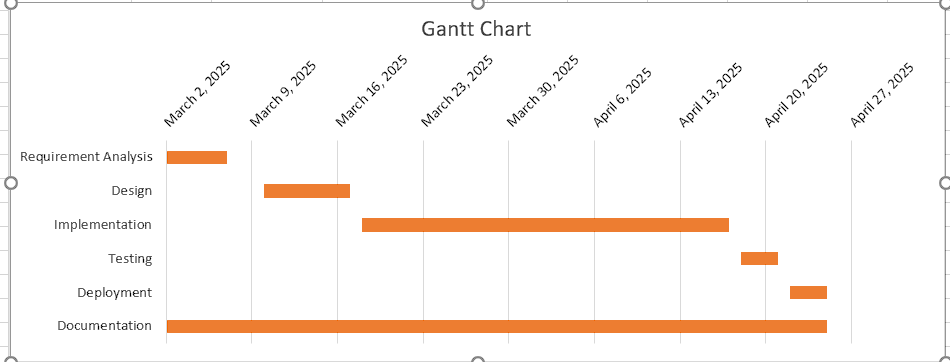 Gantt Chart
March 2, 2025
March 9, 2025
March 16, 2025
March 23, 2025
March 30, 2025
April 6, 2025
April 13, 2025
April 20, 2025
April 27, 2025
Requirement Analysis
Design
Implementation
Testing
Deployment
Documentation